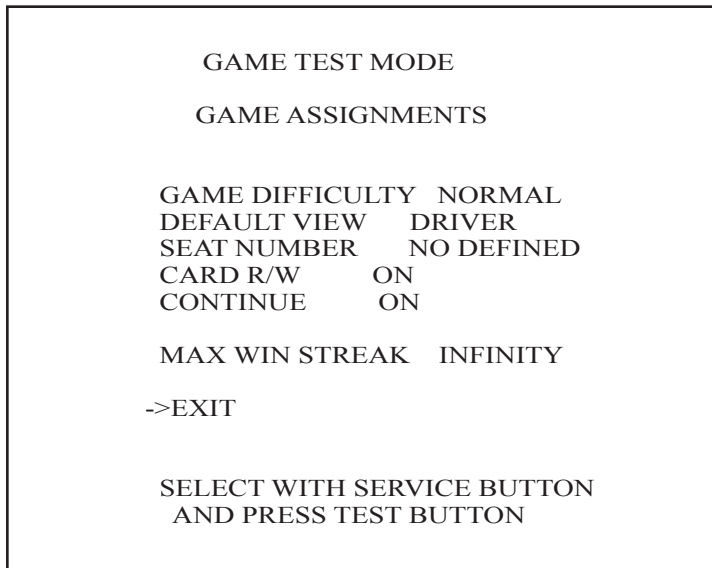 GAME TEST MODE
GAME ASSIGNMENTS
GAME DIFFICULTY NORMAL
DEFAULT VIEW DRIVER
SEAT NUMBER NO DEFINED
CARD R/W ON
CONTINUE ON
MAX WIN STREAK INFINITY
->EXIT
SELECT WITH SERVICE BUTTON
AND PRESS TEST BUTTON